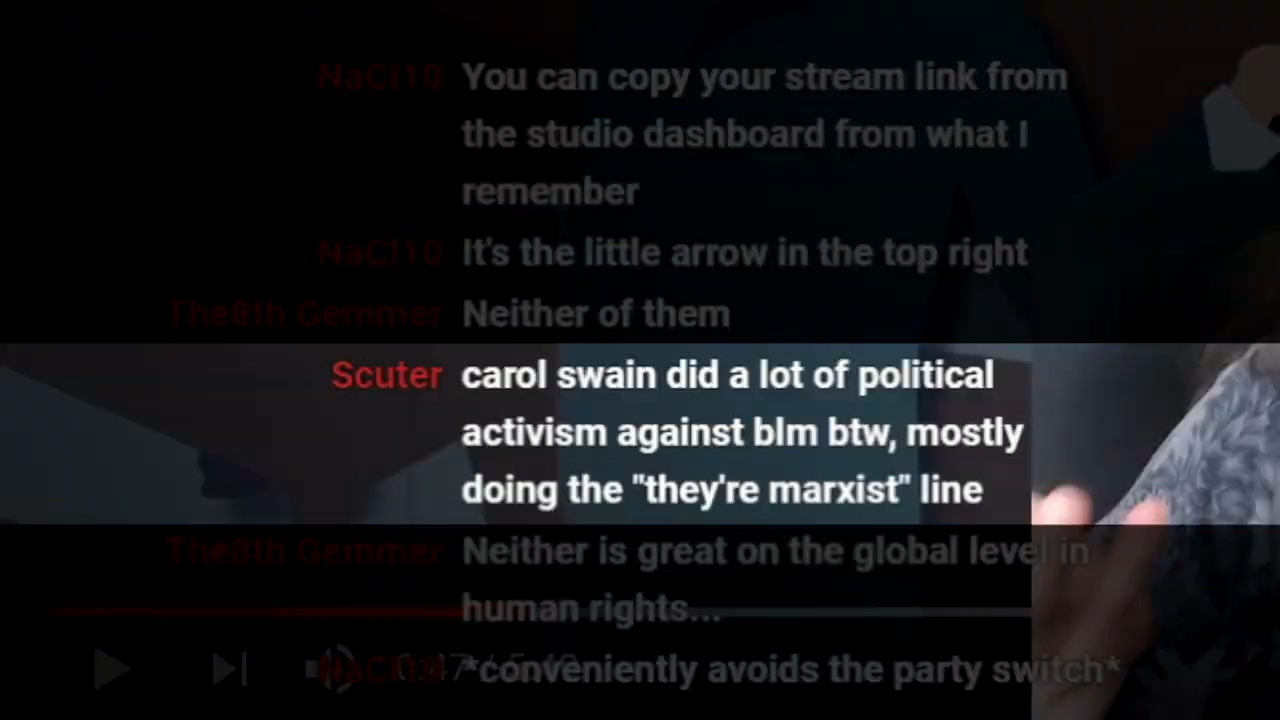 NaCl10 You can copy your stream link from
the studio dashboard from what I
remember
NaCl10 It's the little arrow in the top right
The8th Gemmer Neither of them
Scuter carol swain did a lot of political
activism against blm btw, mostly
doing the "they're marxist" line
The8th Gemmer Neither is great on the global level in
human rights...
NaCl10 *conveniently avoids the party switch*